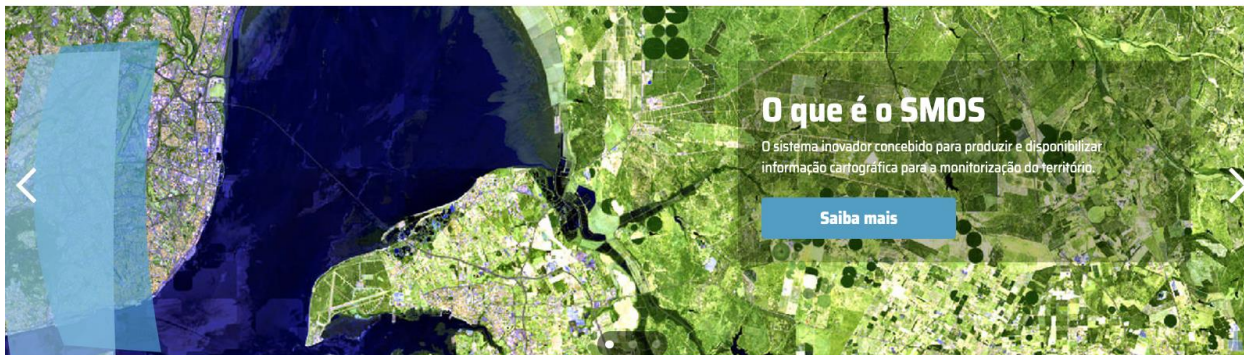 O que é o SMOS
O sistema inovador concebido para produzir e disponibilizar
informação cartográfica para a monitorização do território.
Saiba mais